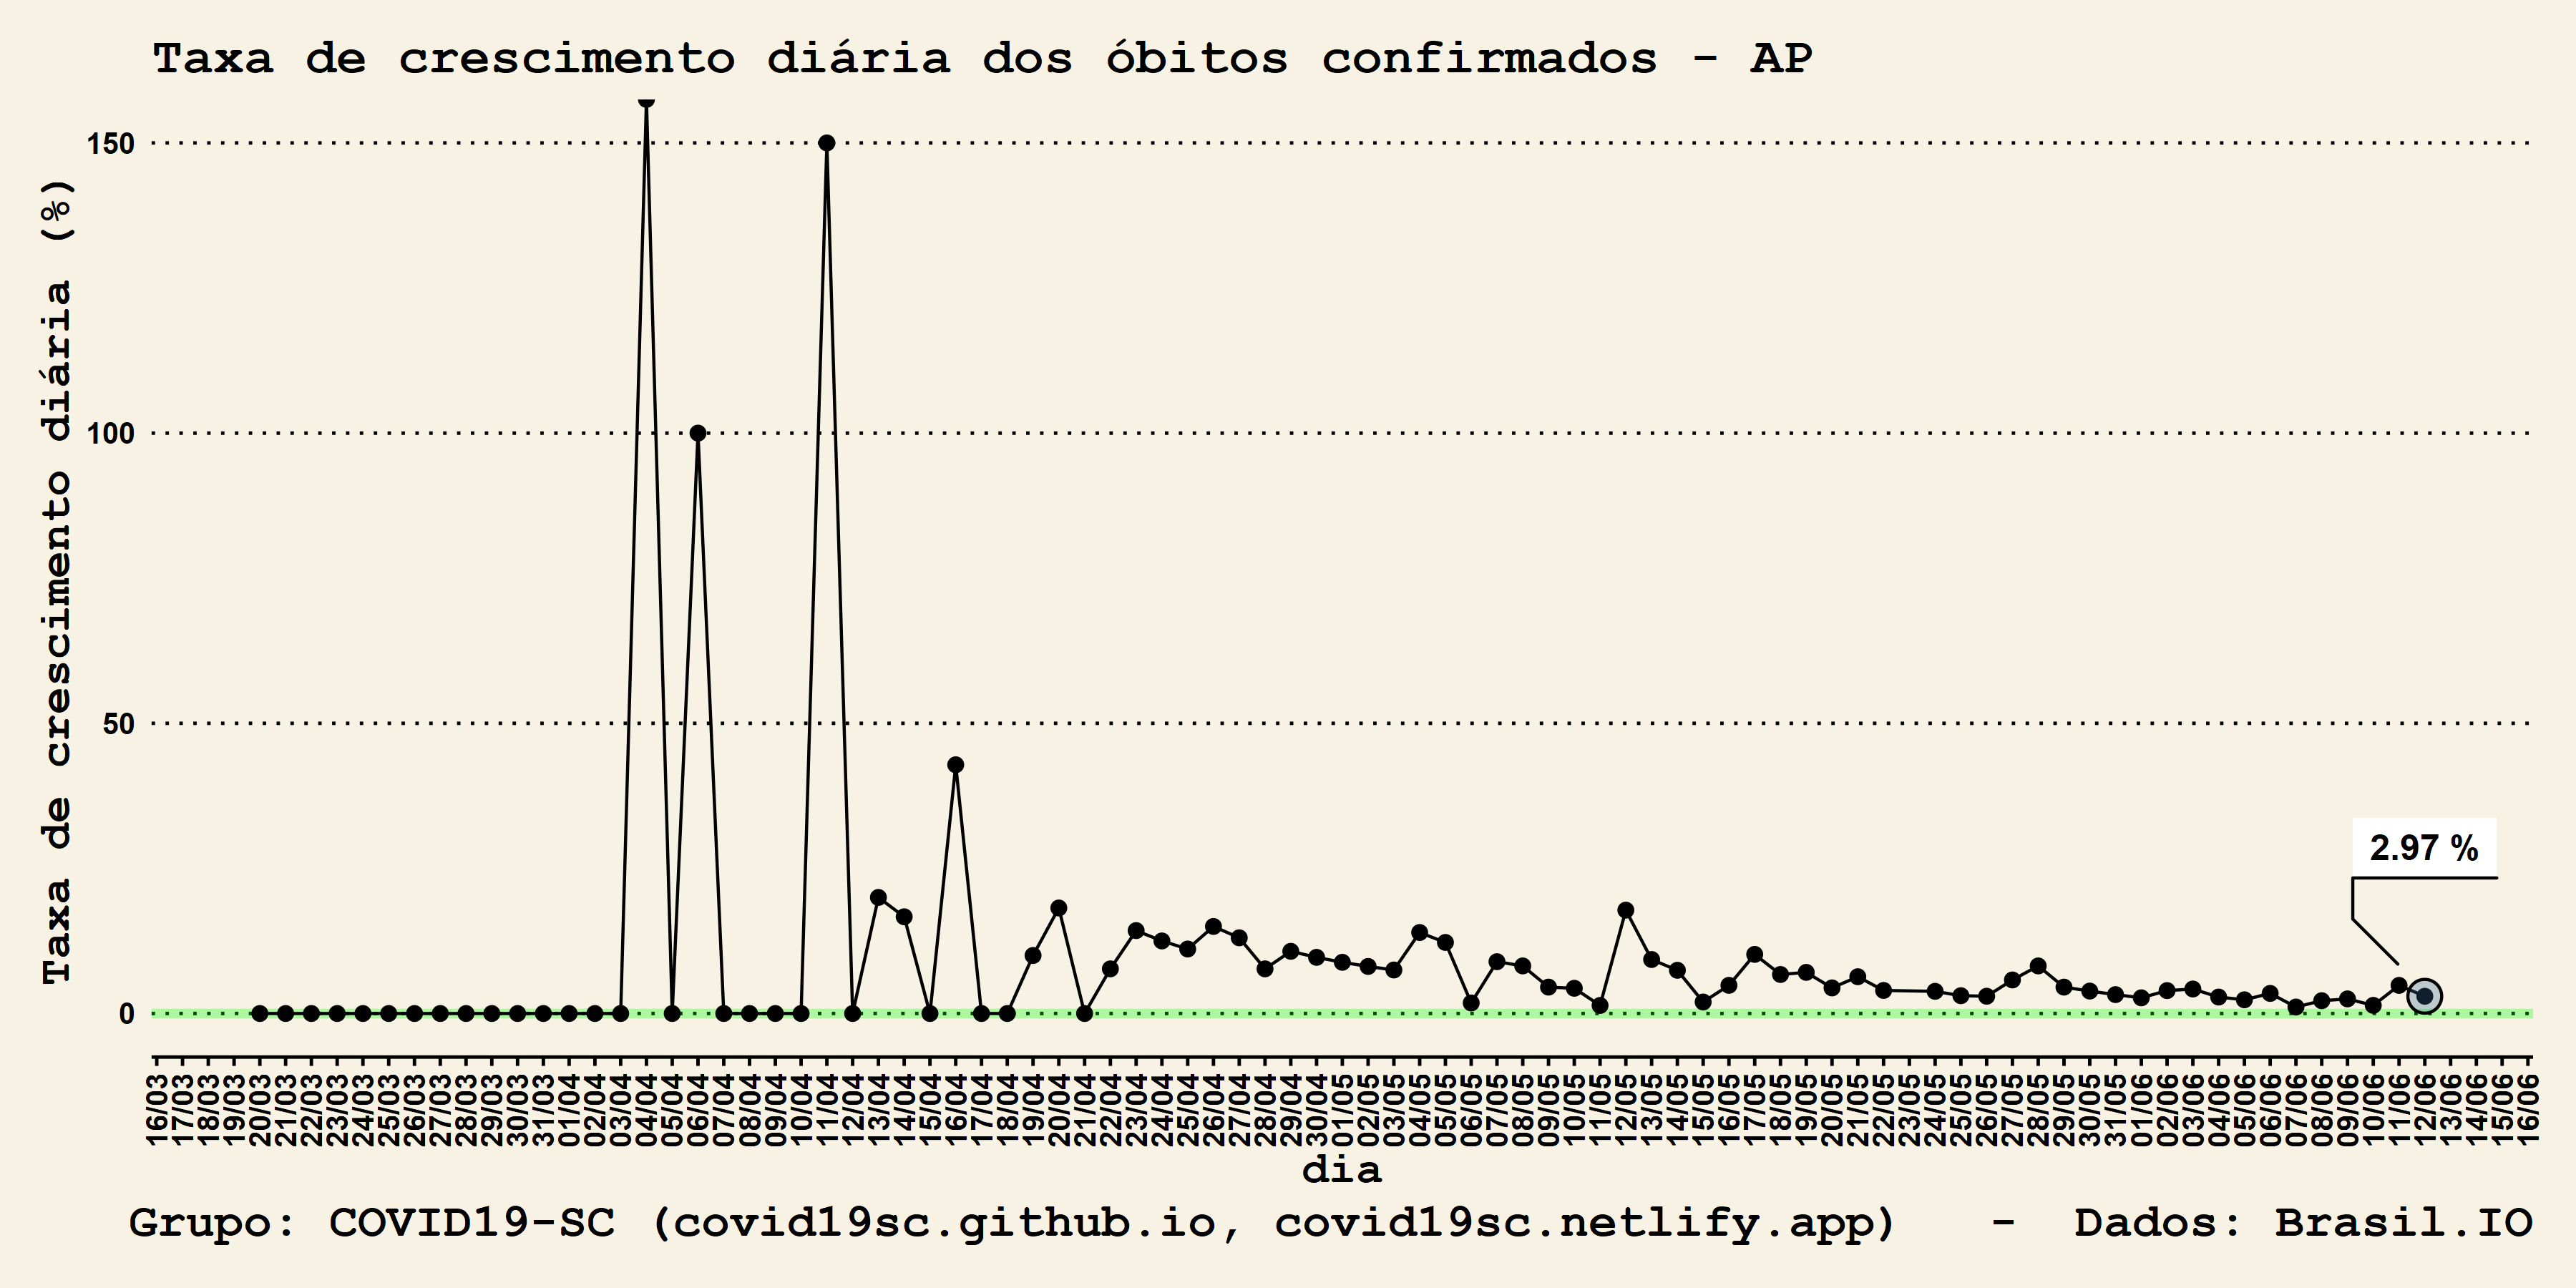 Taxa de crescimento diária dos óbitos confirmados - AP
Taxa de crescimento diária (%)
150
100
50
0
2.97 %
16/03 17/03 18/03 19/03 20/03 21/03 22/03 23/03 24/03 25/03 26/03 27/03 28/03 29/03 30/03 31/03 01/04 02/04 03/04 04/04 05/04 06/04 07/04 08/04 09/04 10/04 11/04 12/04 13/04 14/04 15/04 16/04 17/04 18/04 19/04 20/04 21/04 22/04 23/04 24/04 25/04 26/04 27/04 28/04 29/04 30/04 01/05 02/05 03/05 04/05 05/05 06/05 07/05 08/05 09/05 10/05 11/05 12/05 13/05 14/05 15/05 16/05 17/05 18/05 19/05 20/05 21/05 22/05 23/05 24/05 25/05 26/05 27/05 28/05 29/05 30/05 31/05 01/06 02/06 03/06 04/06 05/06 06/06 07/06 08/06 09/06 10/06 11/06 12/06 13/06 14/06 15/06 16/06
dia
Grupo: COVID19-SC (covid19sc.github.io, covid19sc.netlify.app) - Dados: Brasil.IO